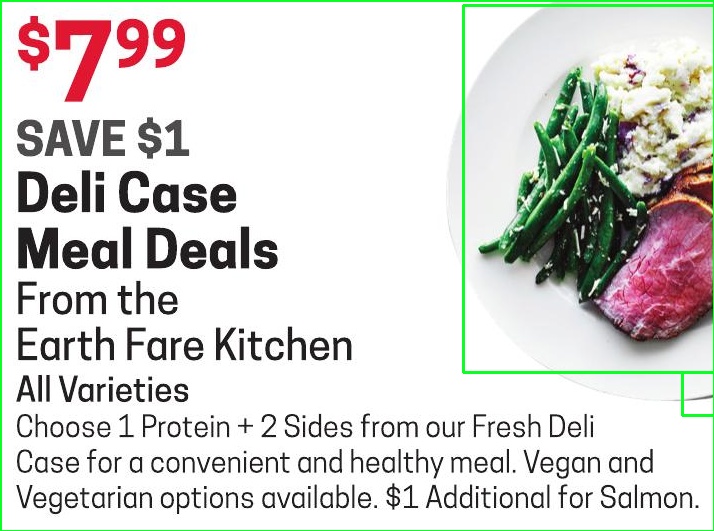 $7.99
SAVE $1
Deli Case
Meal Deals
From the
Earth Fare Kitchen
All Varieties
Choose 1 Protein + 2 Sides from our Fresh Deli
Case for a convenient and healthy meal. Vegan and
Vegetarian options available. $1 Additional for Salmon.